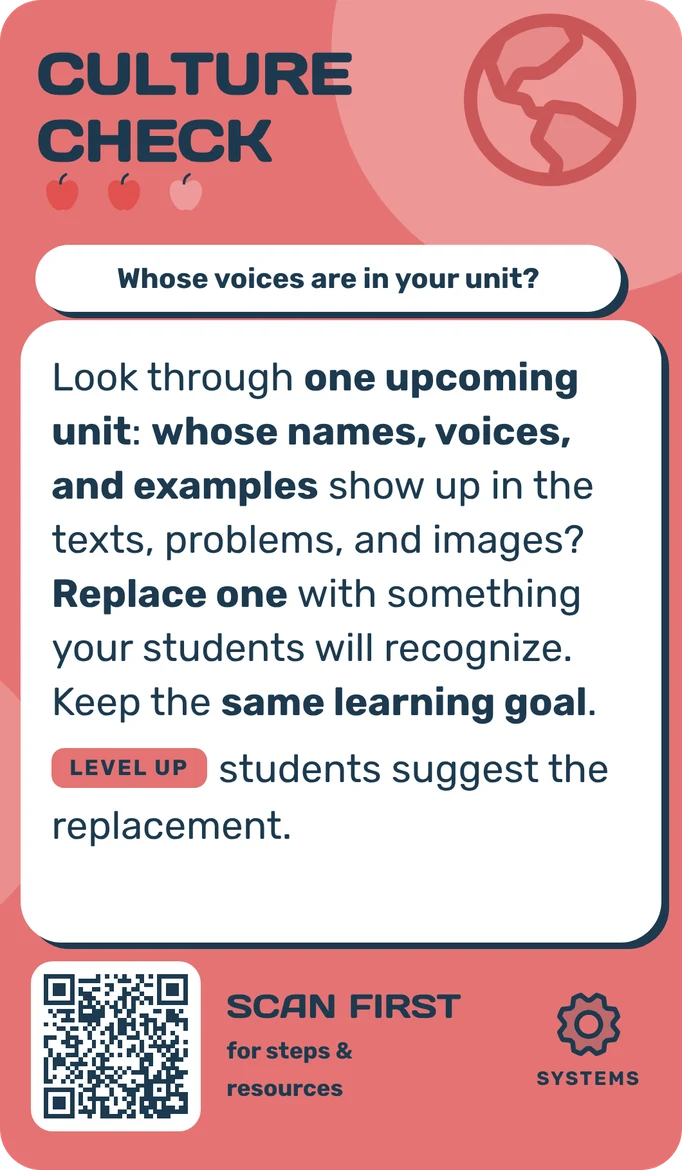 CULTURE
CHECK
Whose voices are in your unit?
Look through one upcoming
unit: whose names, voices,
and examples show up in the
texts, problems, and images?
Replace one with something
your students will recognize.
Keep the same learning goal.
LEVEL UP students suggest the
replacement.
SCAN FIRST
for steps &
resources
SYSTEMS